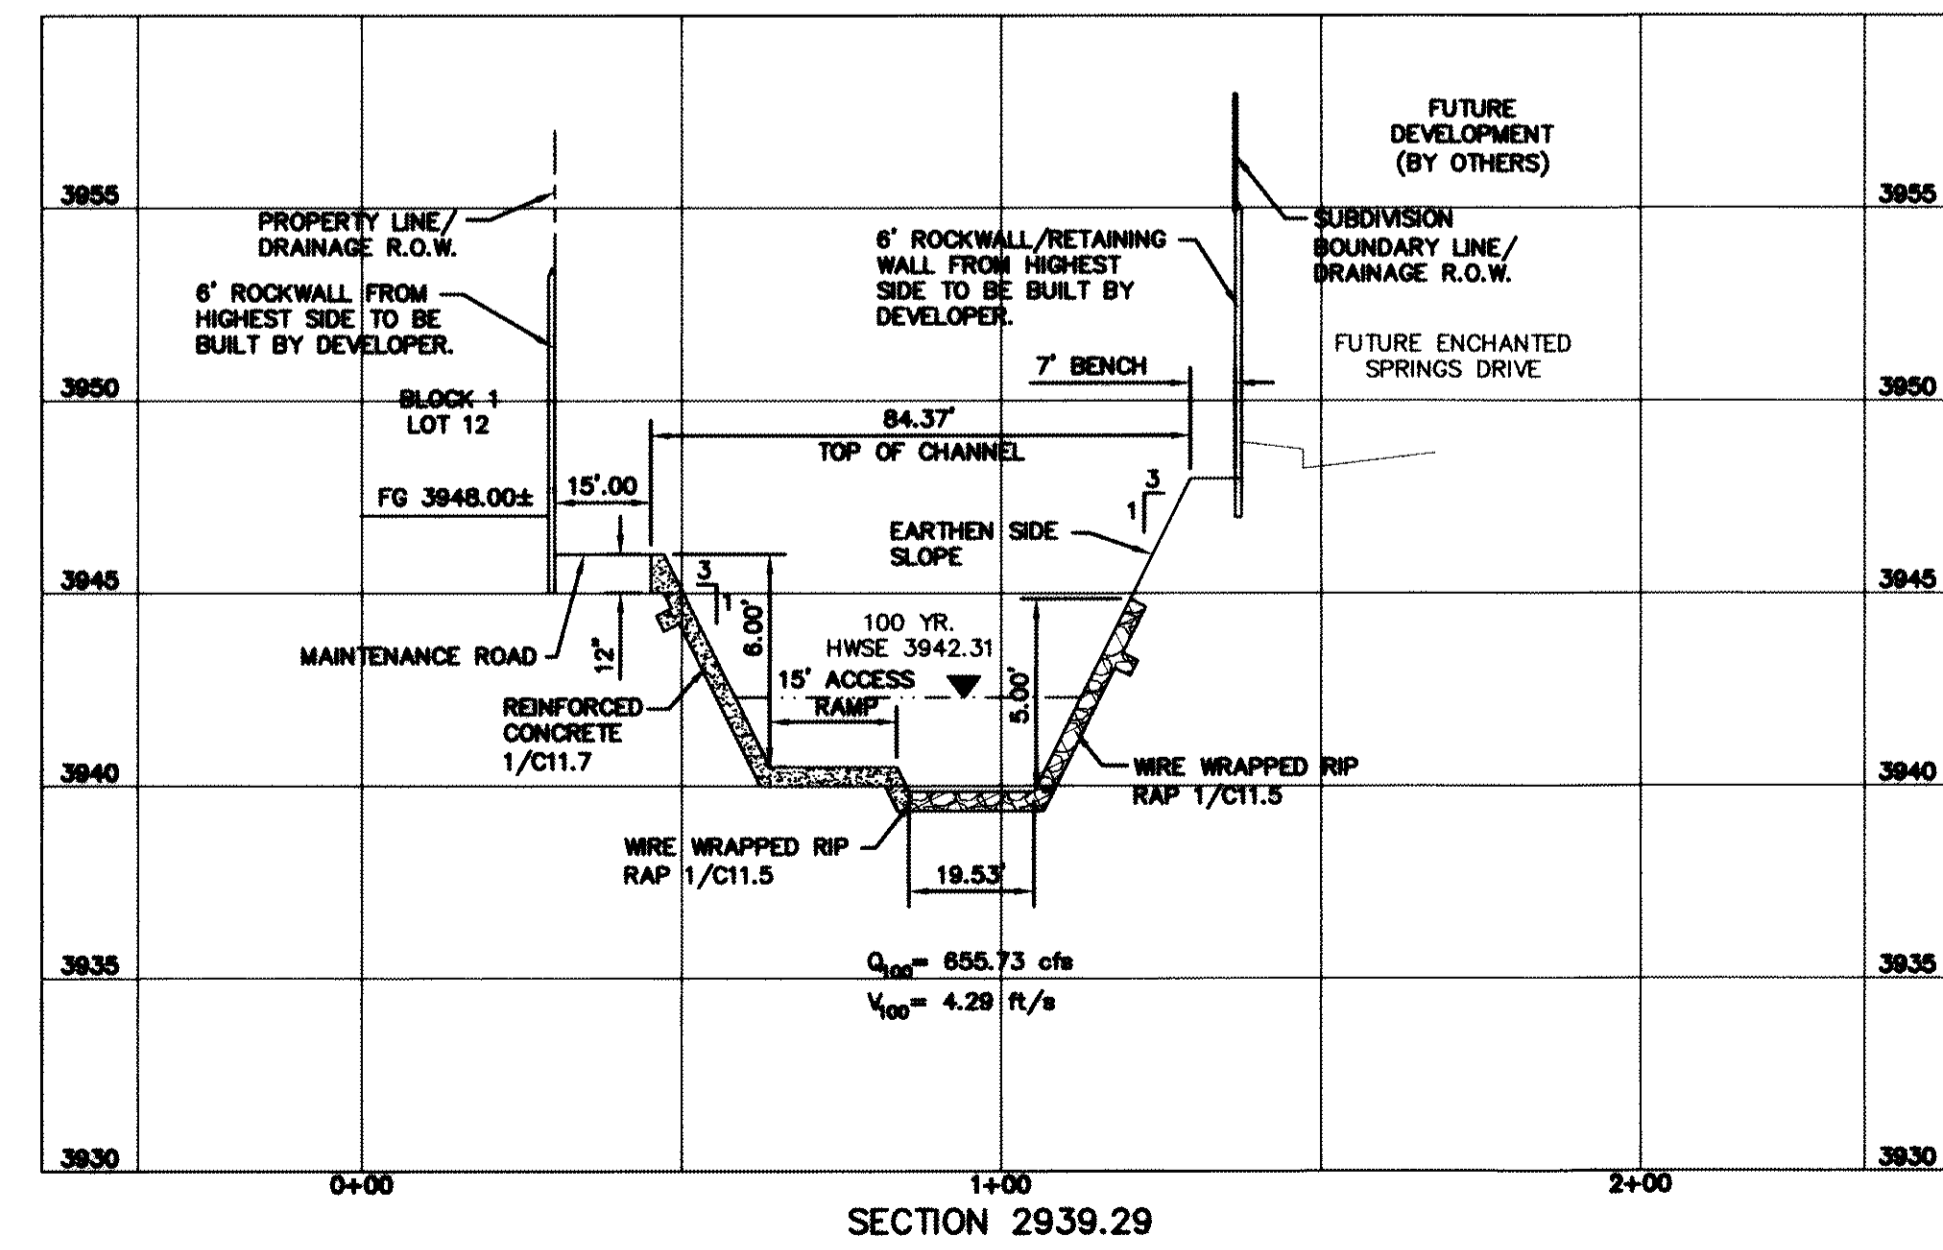 FUTURE
DEVELOPMENT
(BY OTHERS)
3955
3955
PROPERTY LINE/
DRAINAGE R.O.W.
SUBDIVISION
BOUNDARY LINE/
DRAINAGE R.O.W.
6' ROCKWALL/RETAINING
WALL FROM HIGHEST
SIDE TO BE BUILT BY
DEVELOPER.
6' ROCKWALL FROM
HIGHEST SIDE TO BE
BUILT BY DEVELOPER.
FUTURE ENCHANTED
SPRINGS DRIVE
7' BENCH
3950
3950
BLOCK 1
LOT 12
84.37'
TOP OF CHANNEL
FG 3948.00±
15'.00
3
1
EARTHEN SIDE
SLOPE
3945
3945
3
1
6.00'
12"
100 YR.
HWSE 3942.31
MAINTENANCE ROAD
15' ACCESS
RAMP
5.00'
REINFORCED
CONCRETE
1/C11.7
3940
3940
WIRE WRAPPED RIP
RAP 1/C11.5
WIRE WRAPPED RIP
RAP 1/C11.5
19.53'
3935
3935
Q100= 655.73 cfs
V100= 4.29 ft/s
3930
3930
0+00
1+00
2+00
SECTION 2939.29